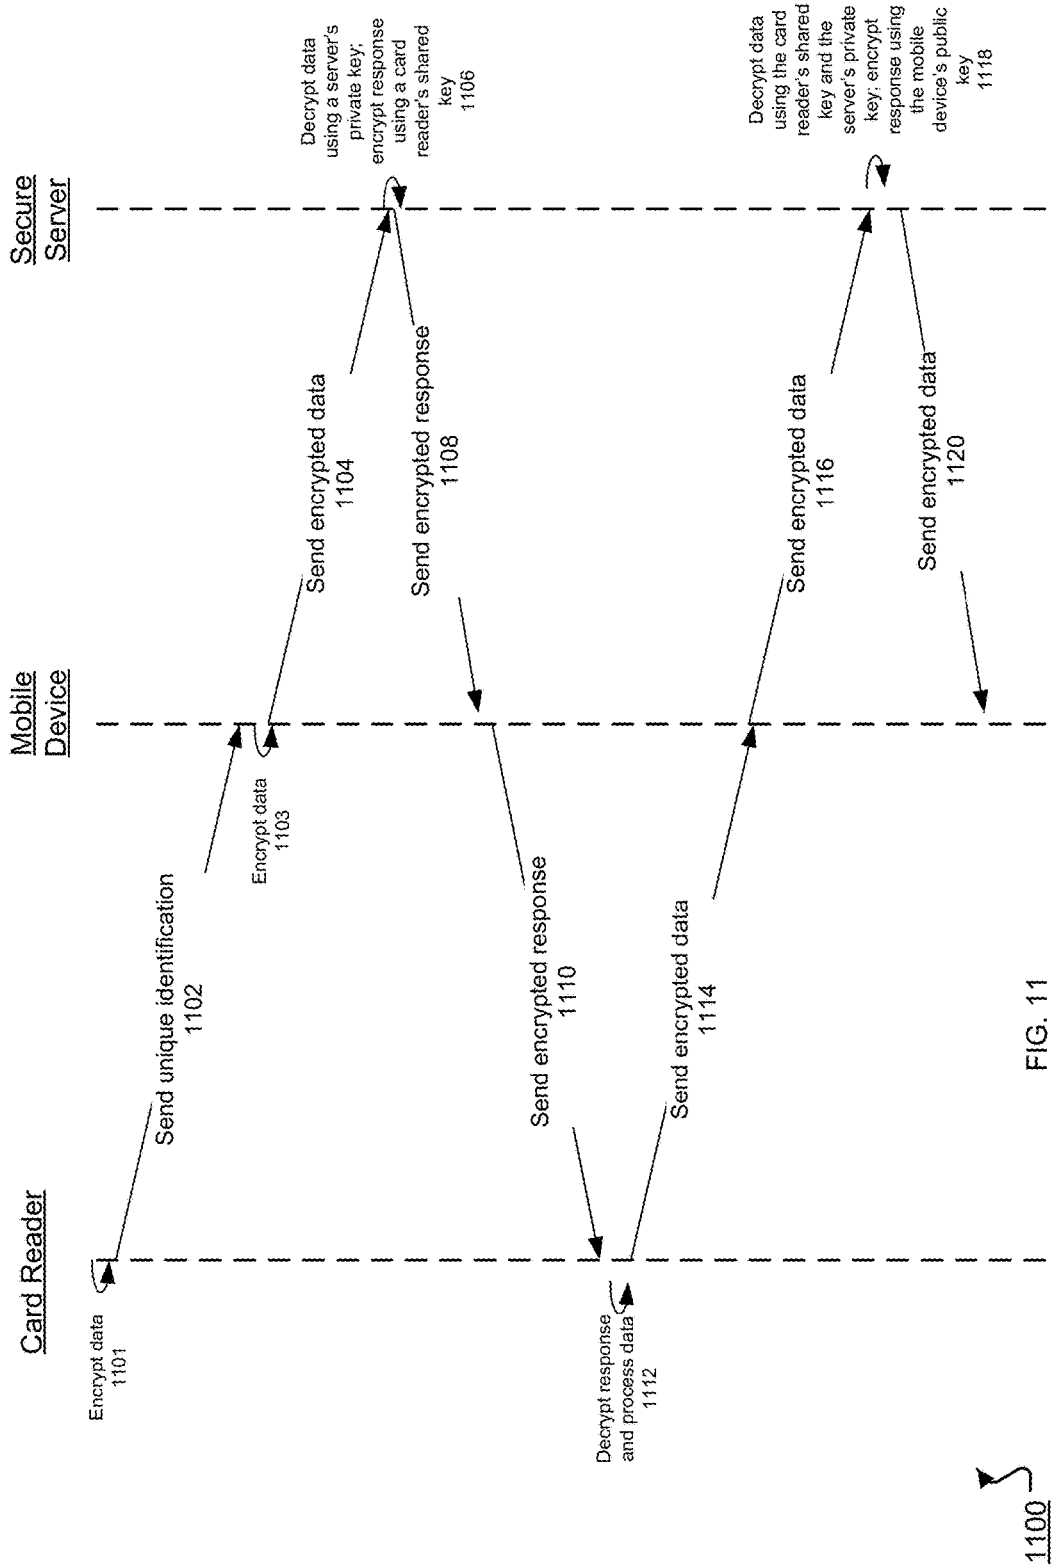 Card Reader
Mobile
Device
Secure
Server
Encrypt data
1101
Send unique identification
1102
Encrypt data
1103
Send encrypted data
1104
Decrypt data
using a server's
private key;
encrypt response
using a card
reader's shared
key
1106
Send encrypted response
1108
Send encrypted response
1110
Decrypt response
and process data
1112
Send encrypted data
1114
Send encrypted data
1116
Decrypt data
using the card
reader's shared
key and the
server's private
key; encrypt
response using
the mobile
device's public
key
1118
Send encrypted data
1120
1100
FIG. 11